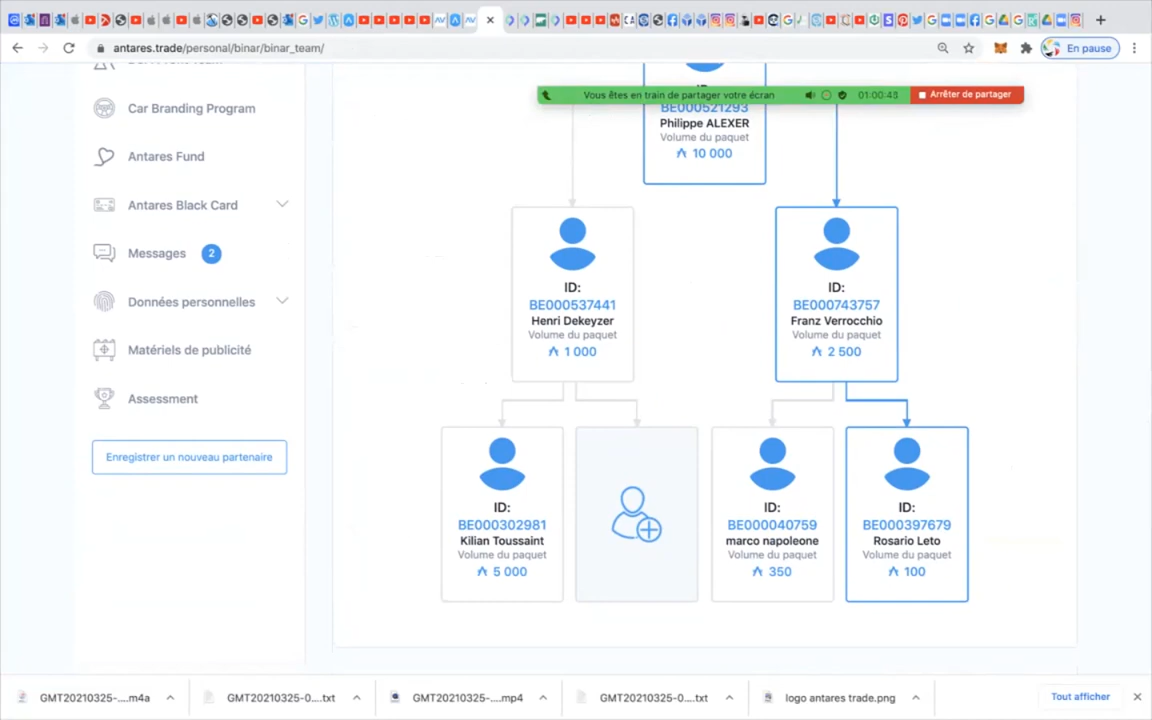 antares.trade/personal/binar/binar_team/
En pause
Vous êtes en train de partager votre écran
01:00:48
Arrêter de partager
Car Branding Program
Antares Fund
Antares Black Card
Messages
2
Données personnelles
Matériels de publicité
Assessment
Enregistrer un nouveau partenaire
BE000521293
Philippe ALEXER
Volume du paquet
10 000
ID:
BE000537441
Henri Dekeyzer
Volume du paquet
1 000
ID:
BE000743757
Franz Verrocchio
Volume du paquet
2 500
ID:
BE000302981
Kilian Toussaint
Volume du paquet
5 000
ID:
BE000040759
marco napoleone
Volume du paquet
350
ID:
BE000397679
Rosario Leto
Volume du paquet
100
GMT20210325-....m4a
GMT20210325-0....txt
GMT20210325-....mp4
GMT20210325-0....txt
logo antares trade.png
Tout afficher